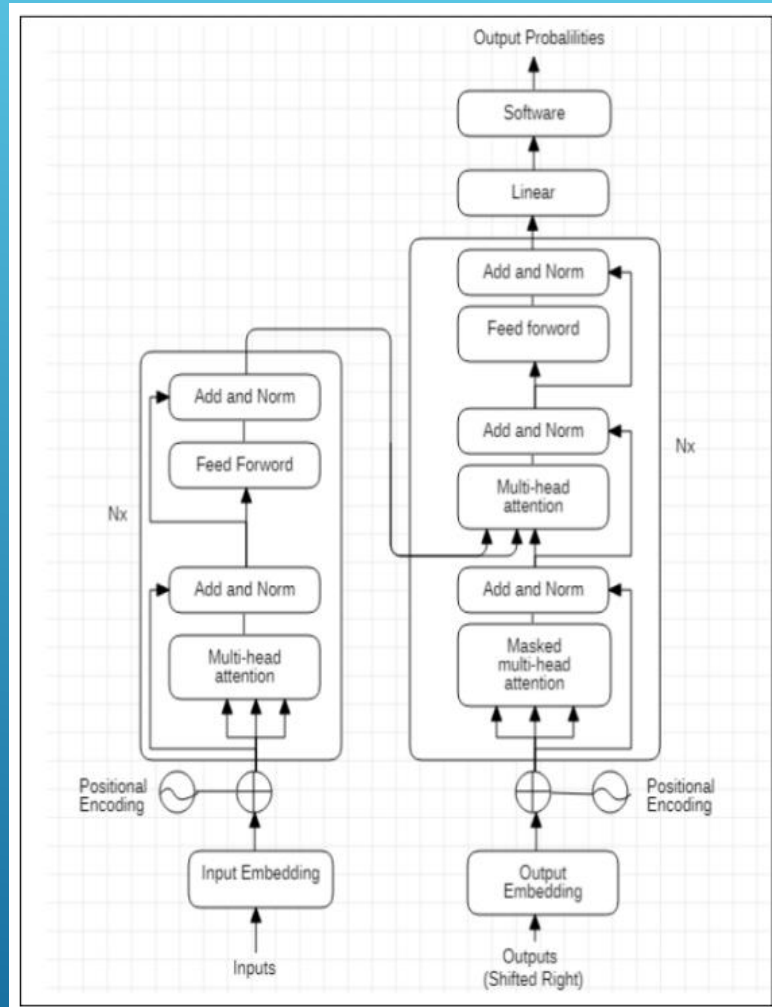 Output Probalilities
Software
Linear
Add and Norm
Feed forword
Add and Norm
Multi-head
attention
Add and Norm
Masked
multi-head
attention
Nx
Positional
Encoding
Output
Embedding
Outputs
(Shifted Right)
Add and Norm
Feed Forword
Nx
Add and Norm
Multi-head
attention
Positional
Encoding
Input Embedding
Inputs